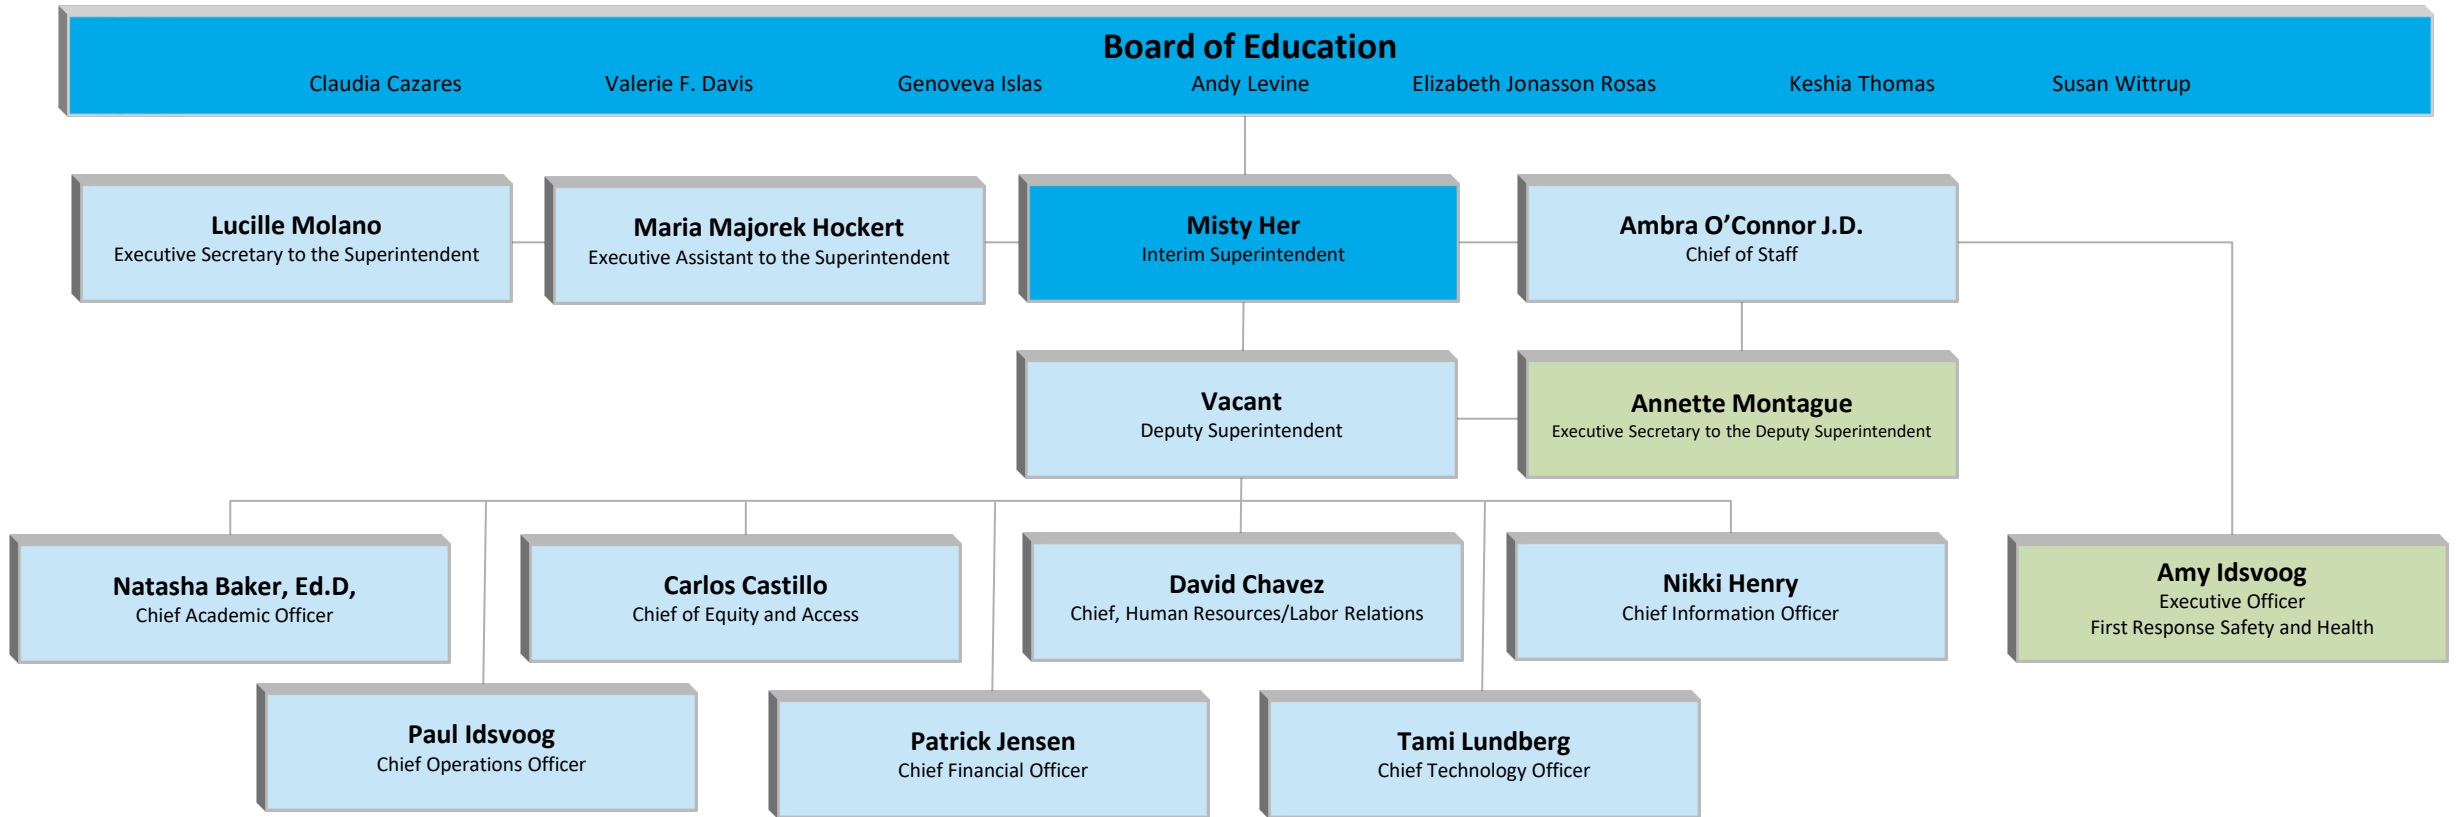 Board of Education
Claudia Cazares Valerie F. Davis Genoveva Islas Andy Levine Elizabeth Jonasson Rosas Keshia Thomas Susan Wittrup
Lucille Molano
Executive Secretary to the Superintendent
Maria Majorek Hockert
Executive Assistant to the Superintendent
Misty Her
Interim Superintendent
Ambra O’Connor J.D.
Chief of Staff
Vacant
Deputy Superintendent
Annette Montague
Executive Secretary to the Deputy Superintendent
Natasha Baker, Ed.D,
Chief Academic Officer
Carlos Castillo
Chief of Equity and Access
David Chavez
Chief, Human Resources/Labor Relations
Nikki Henry
Chief Information Officer
Amy Idsvoog
Executive Officer
First Response Safety and Health
Paul Idsvoog
Chief Operations Officer
Patrick Jensen
Chief Financial Officer
Tami Lundberg
Chief Technology Officer